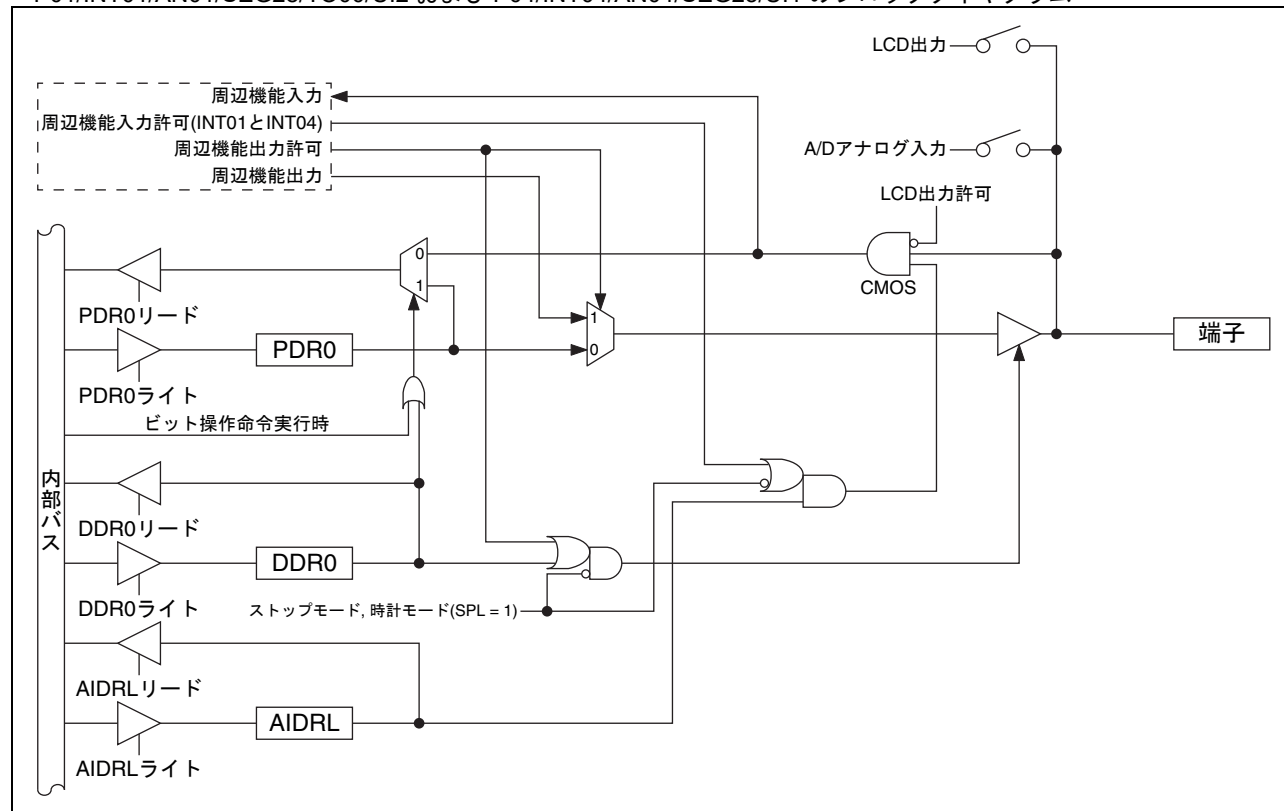 LCD出力
周辺機能入力
周辺機能入力許可(INT01とINT04)
周辺機能出力許可
A/Dアナログ入力
周辺機能出力
LCD出力許可
0
1
CMOS
PDR0リード
1
0
PDR0
端子
PDR0ライト
ビット操作命令実行時
内部バス
DDR0リード
DDR0
DDR0ライト
ストップモード, 時計モード(SPL = 1)
AIDRLリード
AIDRL
AIDRLライト